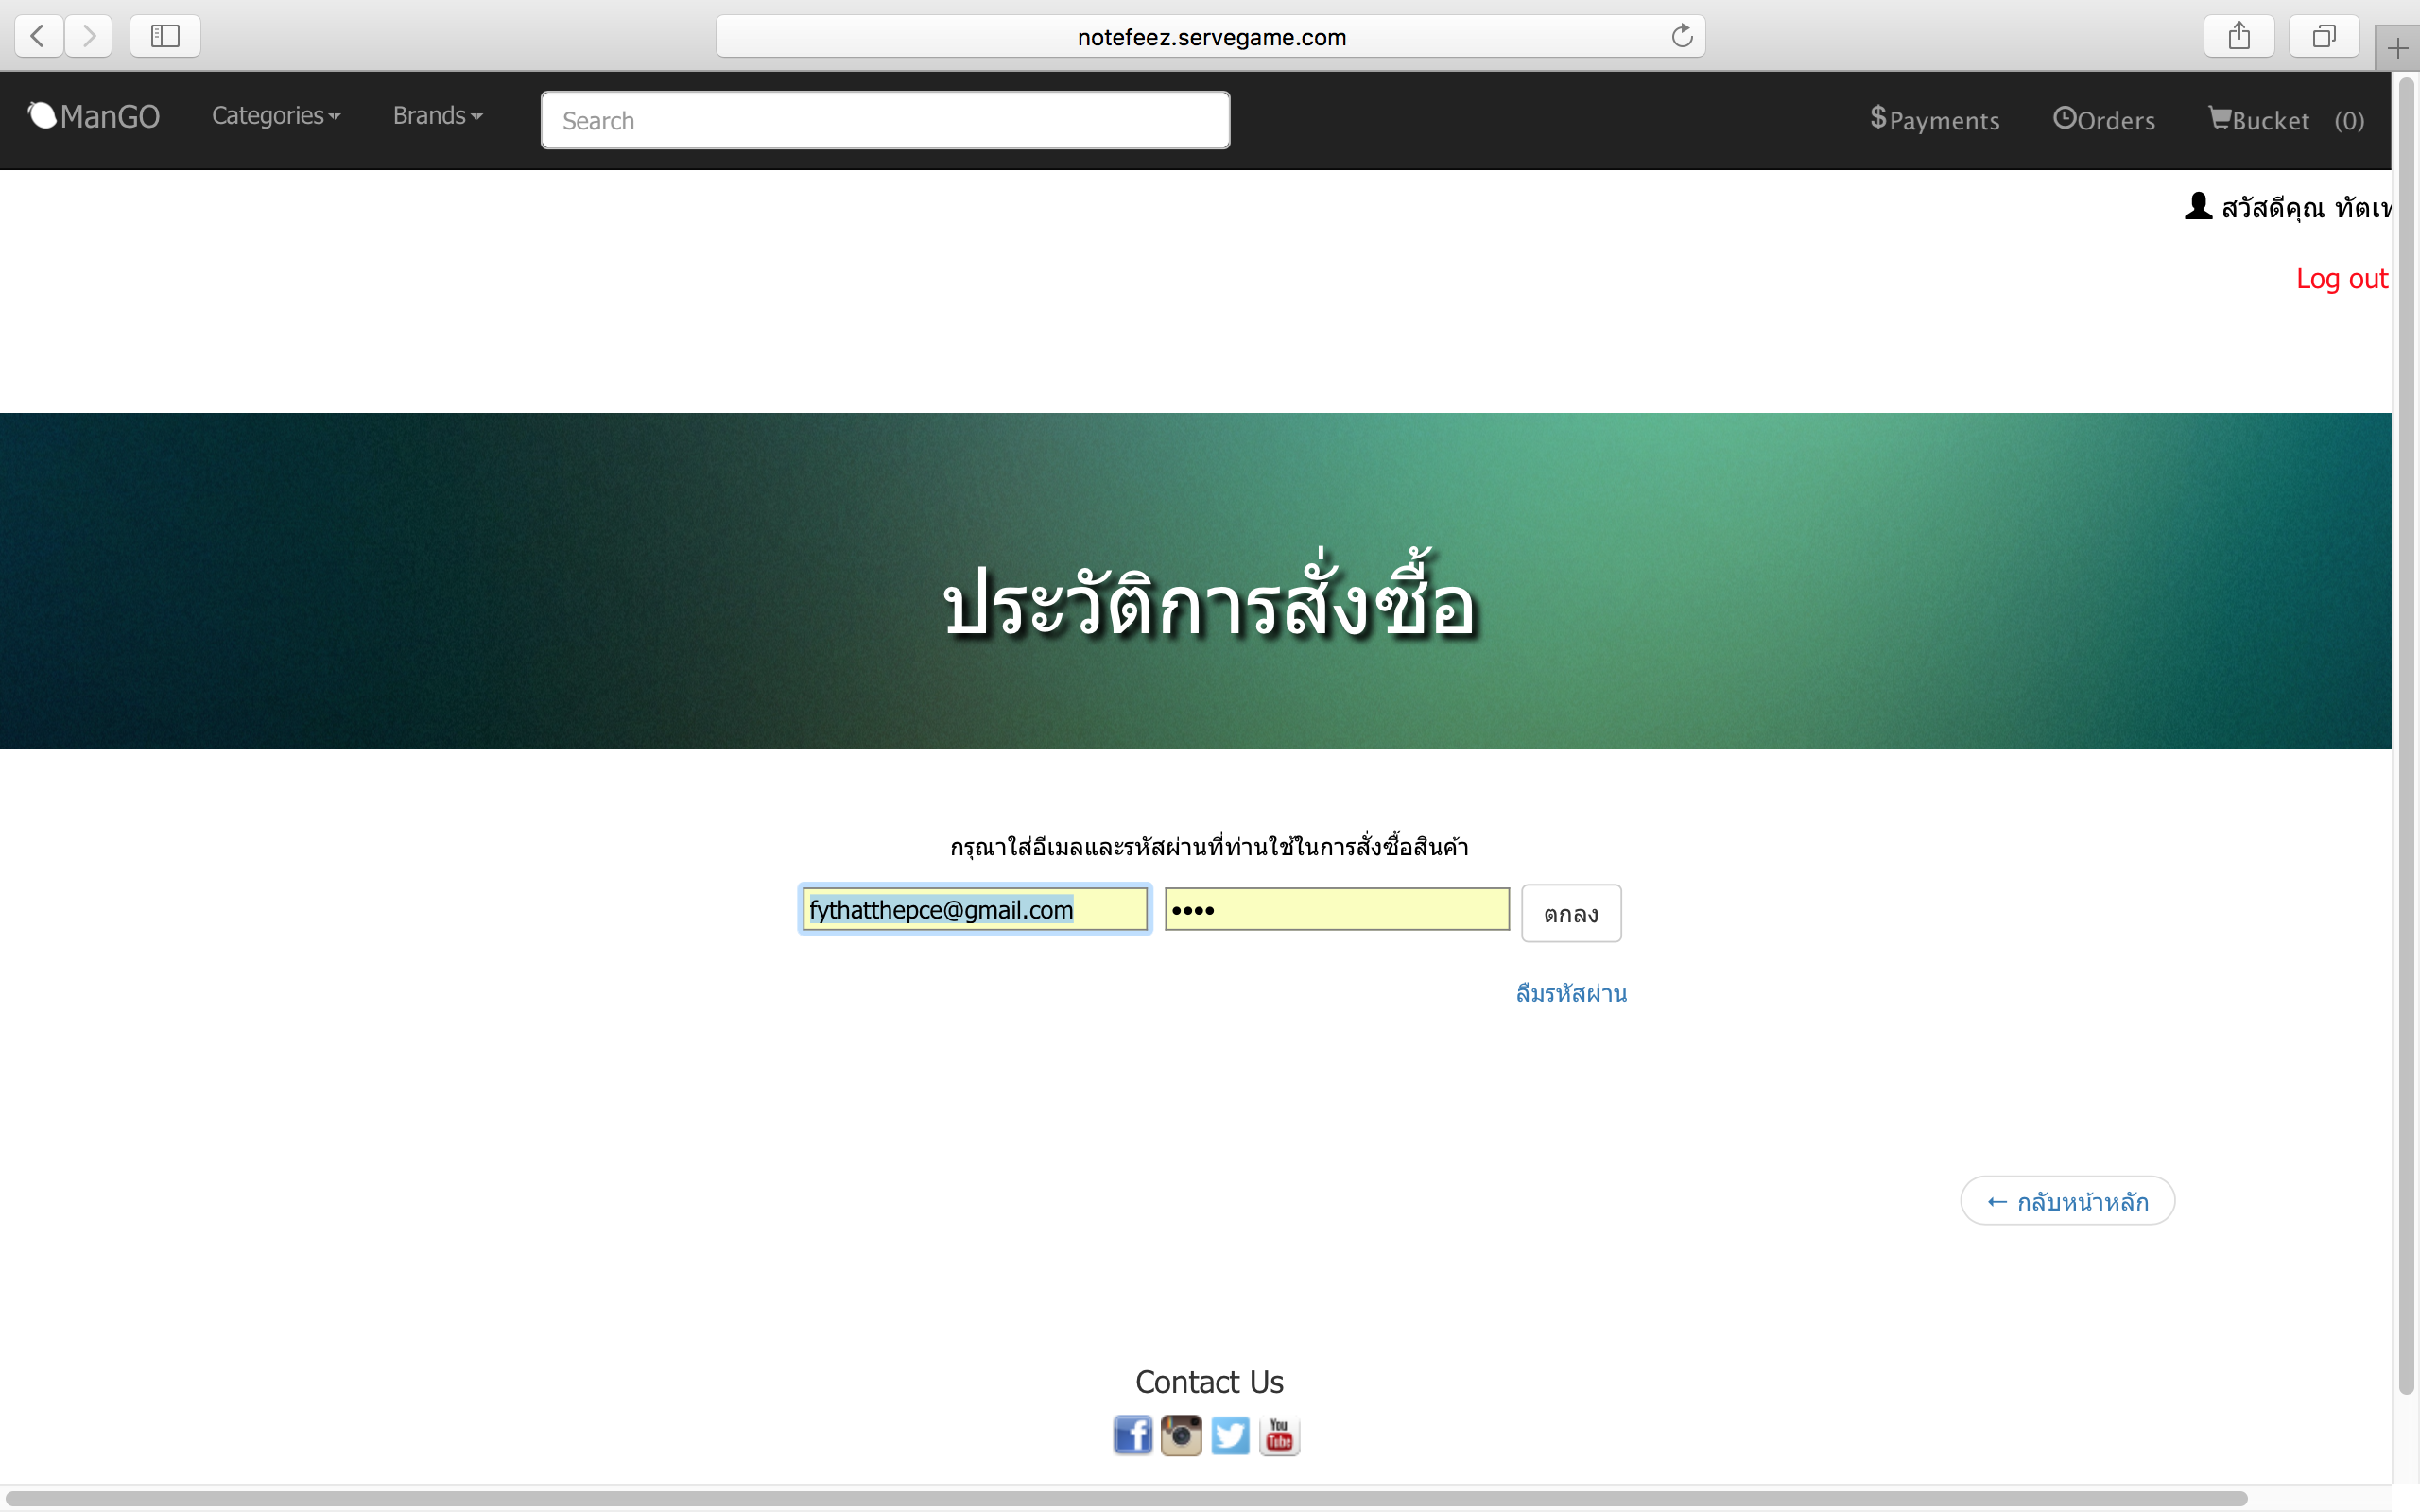 notefeez.servegame.com
ManGO Categories Brands Search $Payments Orders Bucket (0)
สวัสดีคุณ
Log out
ประวัติการสั่งซื้อ
กรุณาใส่อีเมลและรหัสผ่านที่ท่านใช้ในการสั่งซื้อสินค้า
fythatthepce@gmail.com •••• ตกลง
ลืมรหัสผ่าน
← กลับหน้าหลัก
Contact Us
You Tube